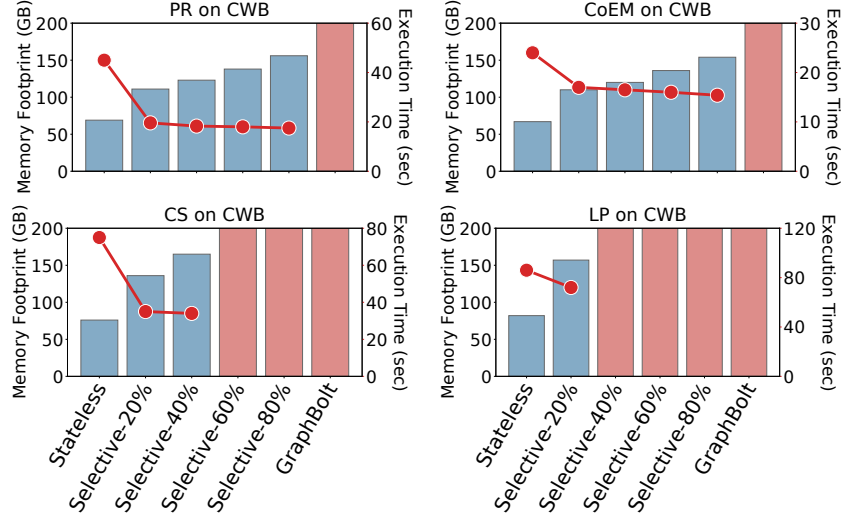 PR on CWB
Memory Footprint (GB)
200
150
100
50
0
60
40
20
0
Execution Time (sec)
CoEM on CWB
Memory Footprint (GB)
200
150
100
50
0
30
20
10
0
Execution Time (sec)
CS on CWB
Memory Footprint (GB)
200
150
100
50
0
80
60
40
20
0
Execution Time (sec)
Stateless
Selective-20%
Selective-40%
Selective-60%
Selective-80%
GraphBolt
LP on CWB
Memory Footprint (GB)
200
150
100
50
0
120
80
40
0
Execution Time (sec)
Stateless
Selective-20%
Selective-40%
Selective-60%
Selective-80%
GraphBolt